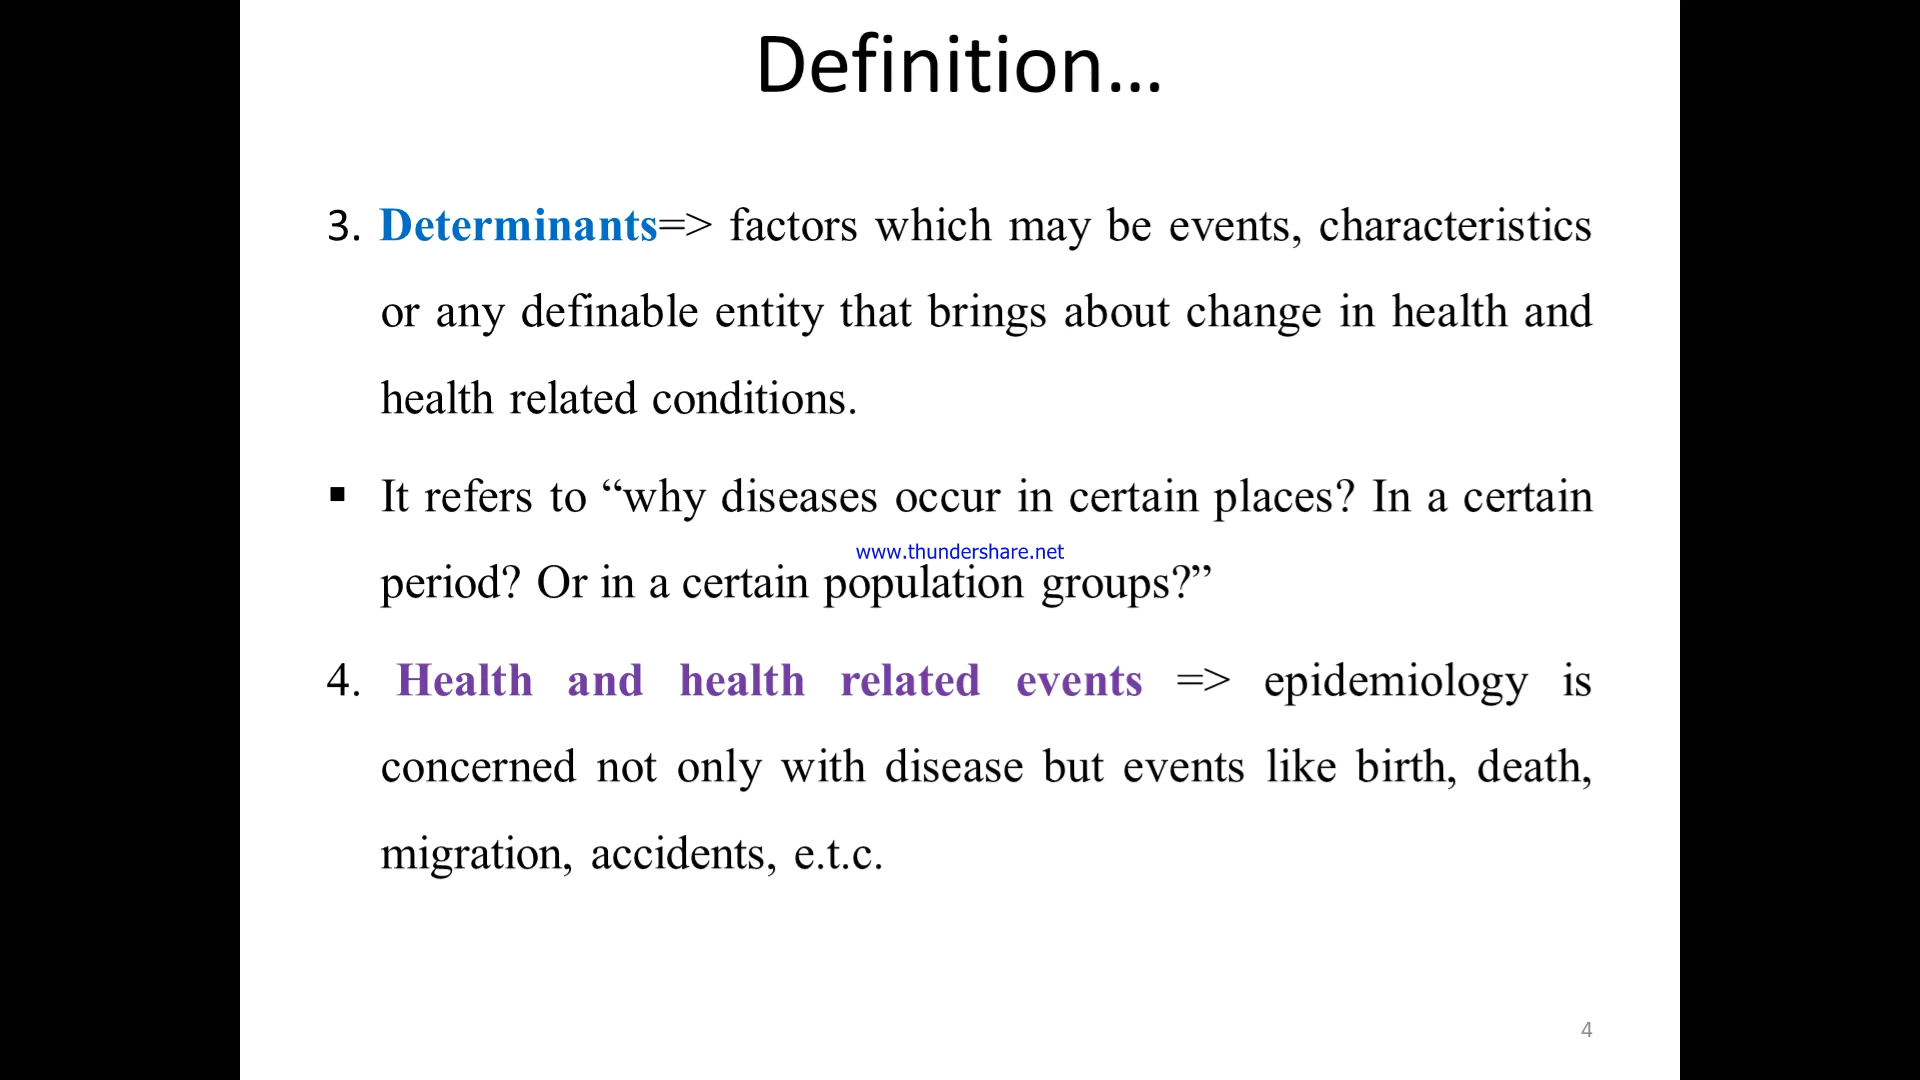 Definition...
3. Determinants=> factors which may be events, characteristics
or any definable entity that brings about change in health and
health related conditions.
▪ It refers to “why diseases occur in certain places? In a certain
www.thundershare.net
period? Or in a certain population groups?”
4. Health and health related events => epidemiology is
concerned not only with disease but events like birth, death,
migration, accidents, e.t.c.
4